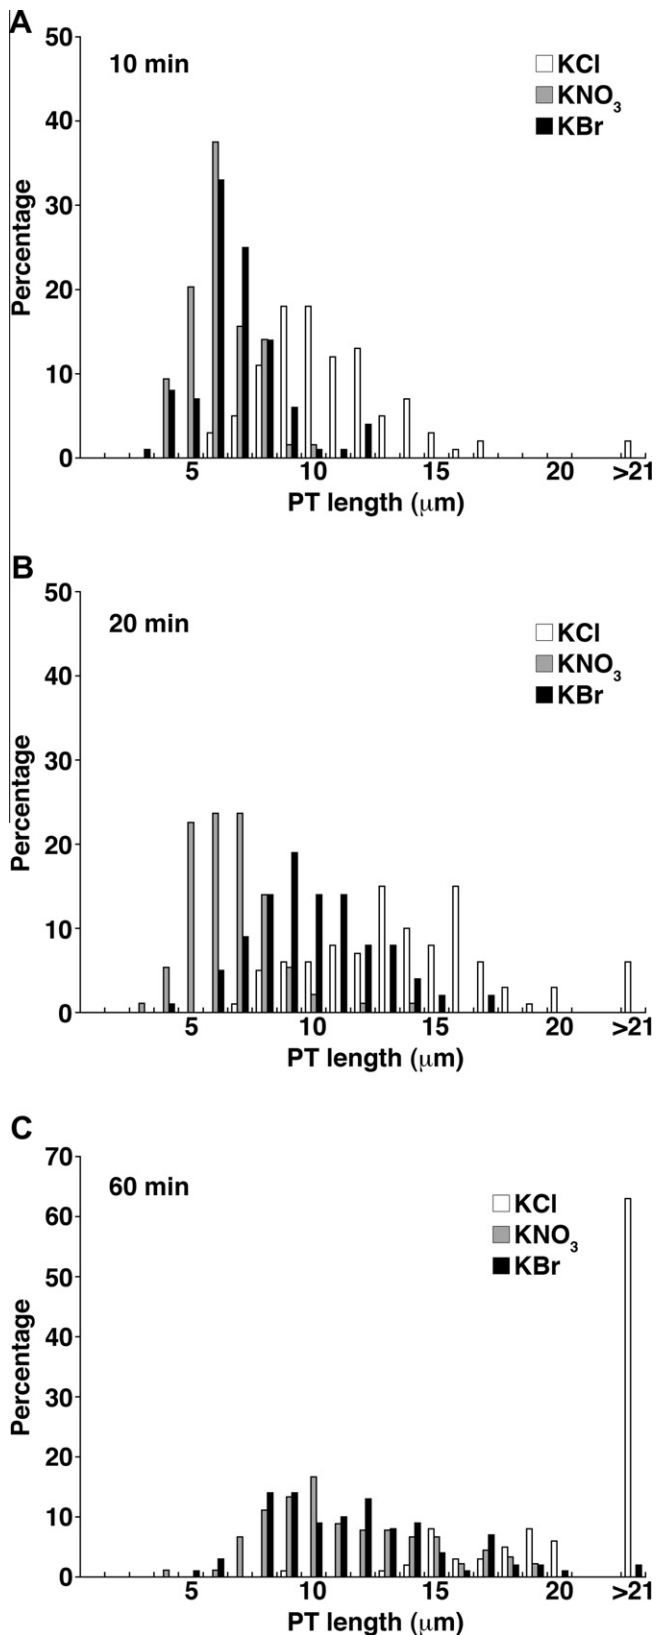 A
50
10 min
KCl
KNO₃
KBr
40
30
20
10
0
Percentage
5 10 15 20 >21
PT length (μm)
B
50
20 min
KCl
KNO₃
KBr
40
30
20
10
0
Percentage
5 10 15 20 >21
PT length (μm)
C
70
60 min
KCl
KNO₃
KBr
60
50
40
30
20
10
0
Percentage
5 10 15 20 >21
PT length (μm)